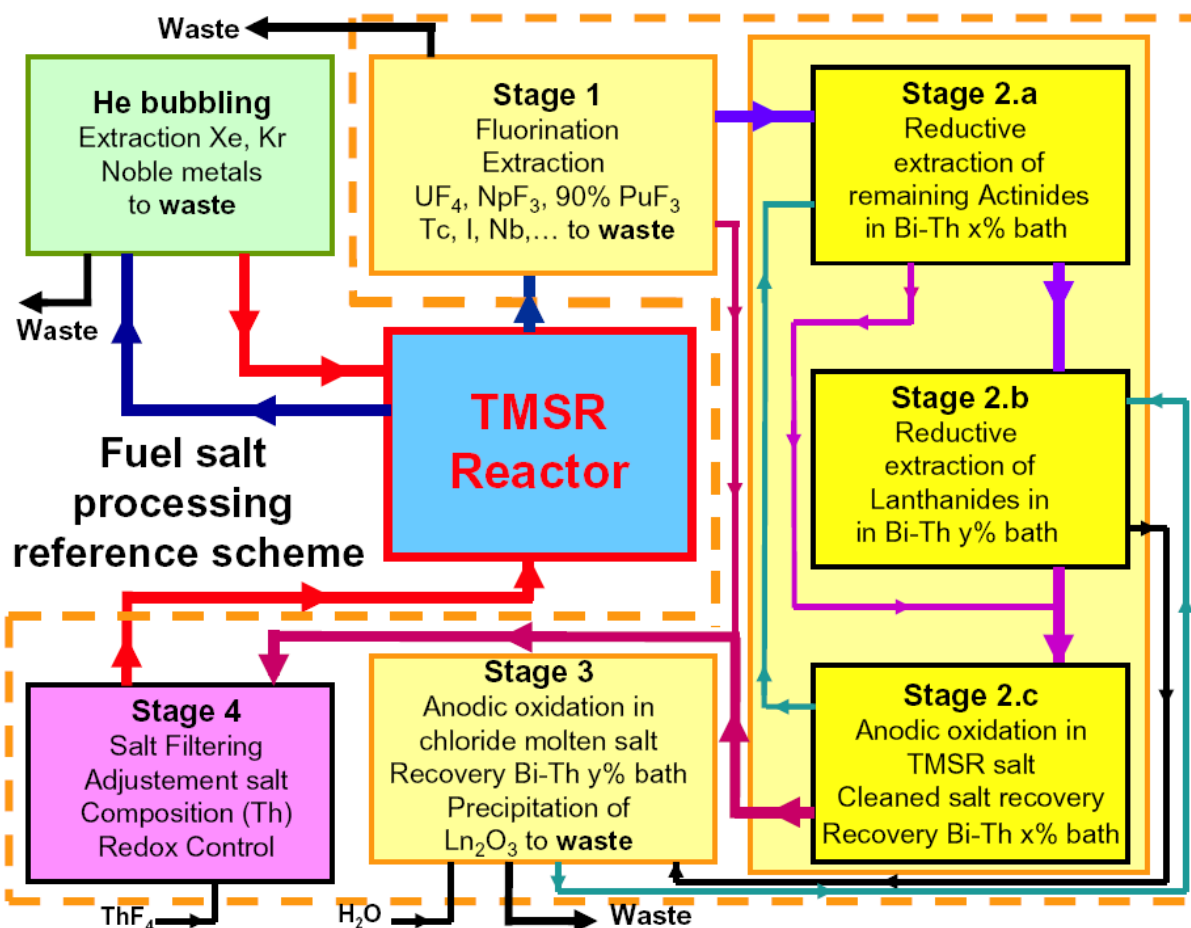 Waste
He bubbling
Extraction Xe, Kr
Noble metals
to waste
Waste
Stage 1
Fluorination
Extraction
UF₄, NpF₃, 90% PuF₃
Tc, I, Nb,... to waste
Stage 2.a
Reductive
extraction of
remaining Actinides
in Bi-Th x% bath
TMSR
Reactor
Fuel salt
processing
reference scheme
Stage 2.b
Reductive
extraction of
Lanthanides in
in Bi-Th y% bath
Stage 4
Salt Filtering
Adjustement salt
Composition (Th)
Redox Control
ThF₄
Stage 3
Anodic oxidation in
chloride molten salt
Recovery Bi-Th y% bath
Precipitation of
Ln₂O₃ to waste
H₂O
Waste
Stage 2.c
Anodic oxidation in
TMSR salt
Cleaned salt recovery
Recovery Bi-Th x% bath